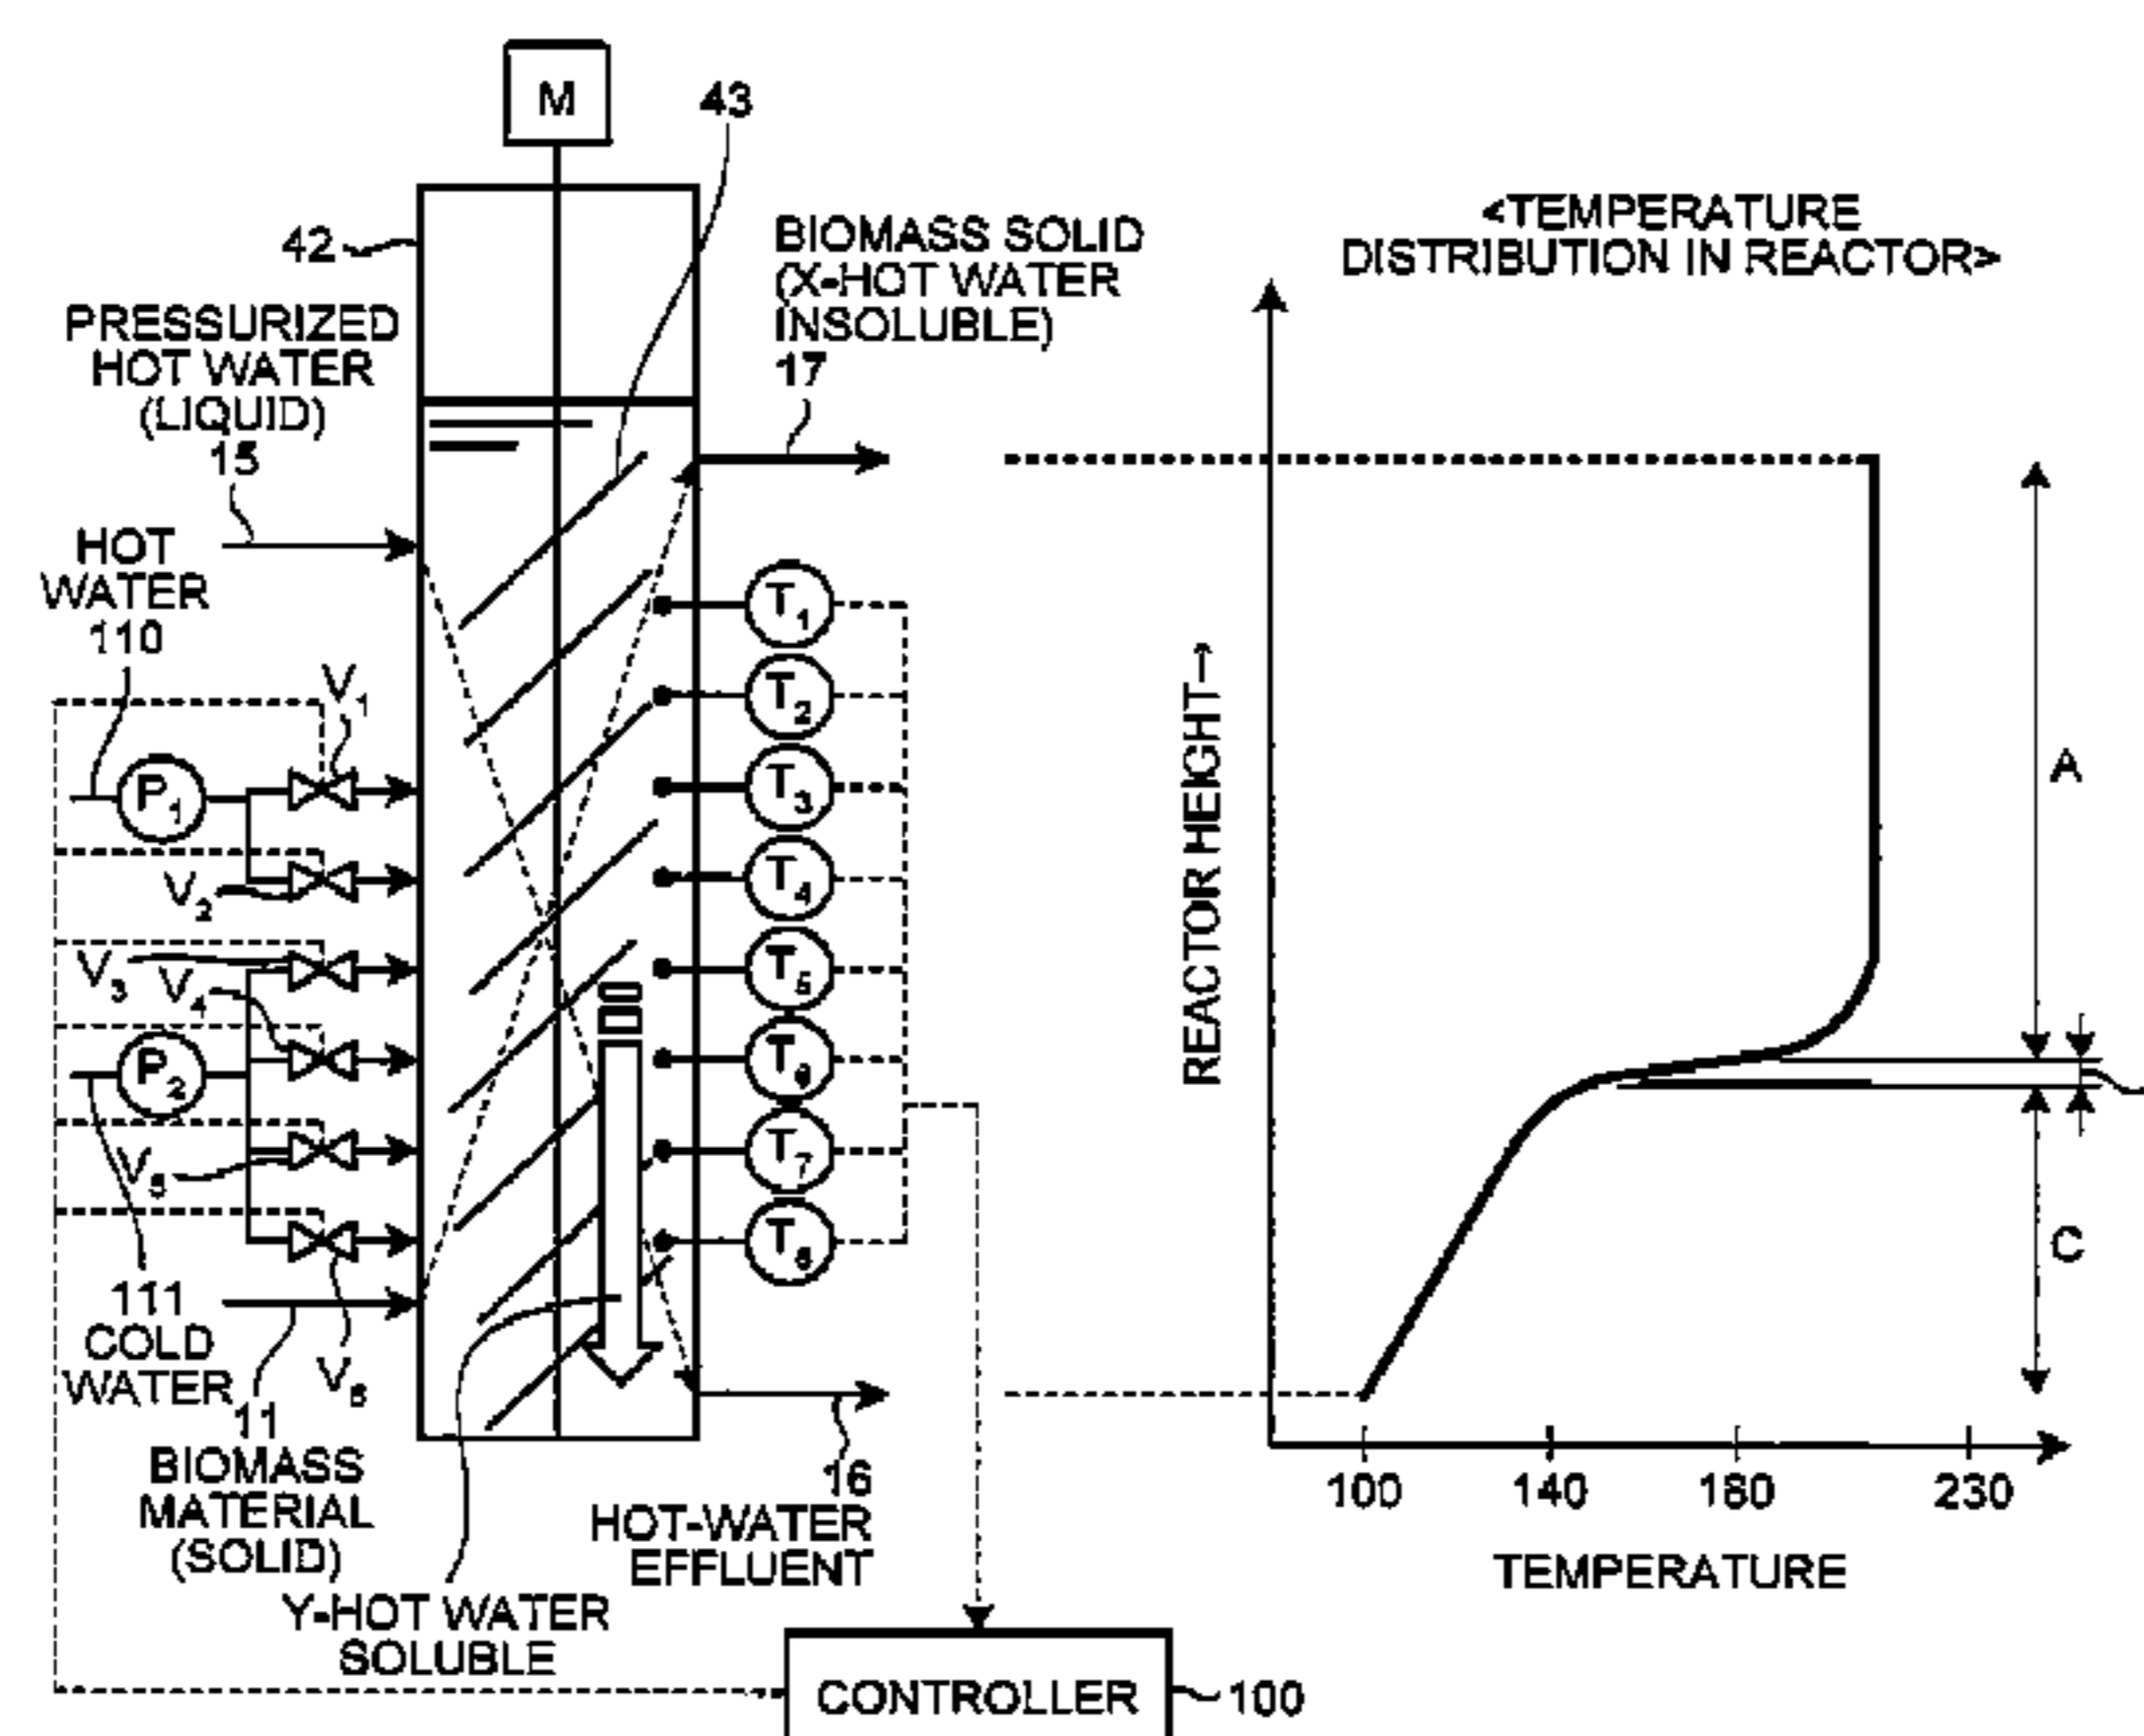 M
43
42
BIOMASS SOLID
(X-HOT WATER
INSOLUBLE)
17
<TEMPERATURE
DISTRIBUTION IN REACTOR>
PRESSURIZED
HOT WATER
(LIQUID)
15
HOT
WATER
110
V1
P1
V2
V3
V4
P2
V5
V6
111
COLD
WATER
11
BIOMASS
MATERIAL
(SOLID)
T1
T2
T3
T4
T5
T6
T7
T8
16
HOT-WATER
EFFLUENT
Y-HOT WATER
SOLUBLE
CONTROLLER
100
REACTOR HEIGHT→
A
C
100 140 180 230
TEMPERATURE